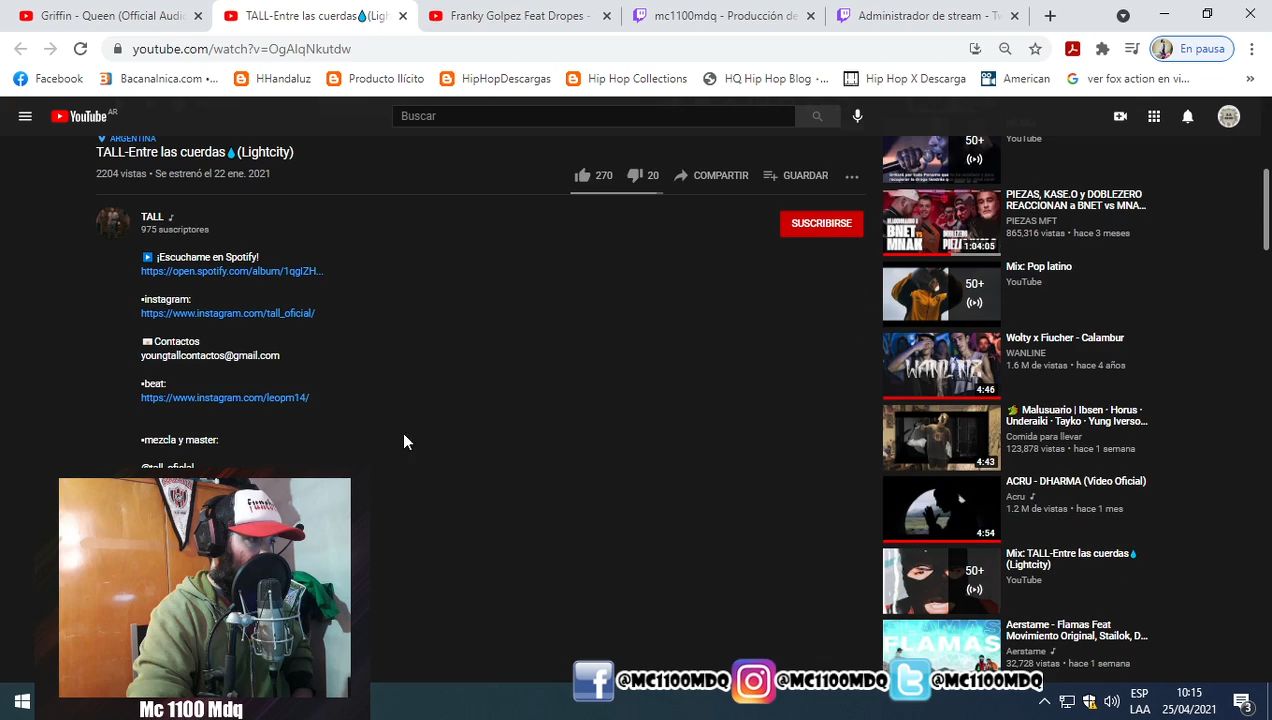 Griffin - Queen (Official Audi
TALL-Entre las cuerdas💧(Ligh
Franky Golpez Feat Dropes -
mc1100mdq - Producción de
Administrador de stream - Tw
youtube.com/watch?v=OgAIqNkutdw
En pausa
Facebook
Bacanalnica.com •...
HHandaluz
Producto Ilícito
HipHopDescargas
Hip Hop Collections
HQ Hip Hop Blog •...
Hip Hop X Descarga
American
ver fox action en vi...
»
YouTube AR
Buscar
ARGENTINA
TALL-Entre las cuerdas💧(Lightcity)
2204 vistas • Se estrenó el 22 ene. 2021
270
20
COMPARTIR
GUARDAR
TALL ♪
975 suscriptores
SUSCRIBIRSE
▶ ¡Escuchame en Spotify!
•instagram:
https://www.instagram.com/tall_oficial/
Contactos
youngtallcontactos@gmail.com
•beat:
https://www.instagram.com/leopm14/
•mezcla y master:
50+
YouTube
PIEZAS, KASE.O y DOBLEZERO
REACCIONAN a BNET vs MNA...
PIEZAS MFT
865,316 vistas • hace 3 meses
BNET
MNAK
1:04:05
Mix: Pop latino
YouTube
50+
Wolty x Fiucher - Calambur
WANLINE
1.6 M de vistas • hace 4 años
WANLINE
4:46
Malusuario | Ibsen · Horus ·
Underaiki · Tayko · Yung Iverso...
Comida para llevar
123,878 vistas • hace 1 semana
4:43
ACRU - DHARMA (Video Oficial)
Acru ♪
1.2 M de vistas • hace 1 mes
4:54
Mix: TALL-Entre las cuerdas💧
(Lightcity)
YouTube
50+
Aerstame - Flamas Feat
Movimiento Original, Stailok, D...
Aerstame ♪
32,728 vistas • hace 1 semana
FLAMAS
@MC1100MDQ
@MC1100MDQ
@MC1100MDQ
Mc 1100 Mdq
ESP
LAA
10:15
25/04/2021
3